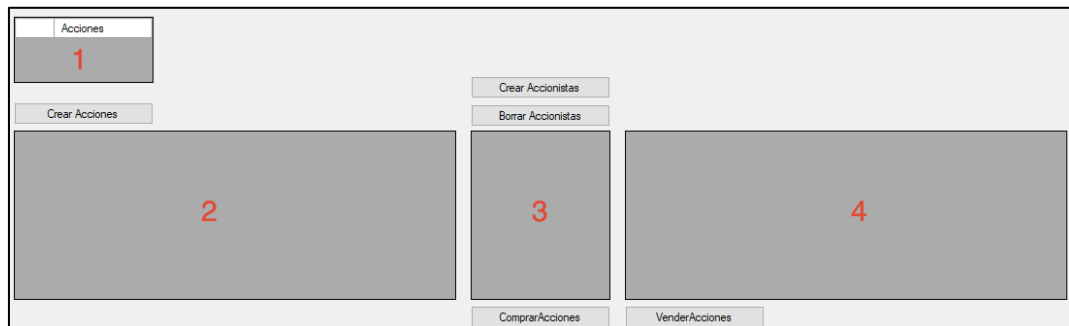 Acciones
1
Crear Accionistas
Crear Acciones
Borrar Accionistas
2
3
4
ComprarAcciones
VenderAcciones